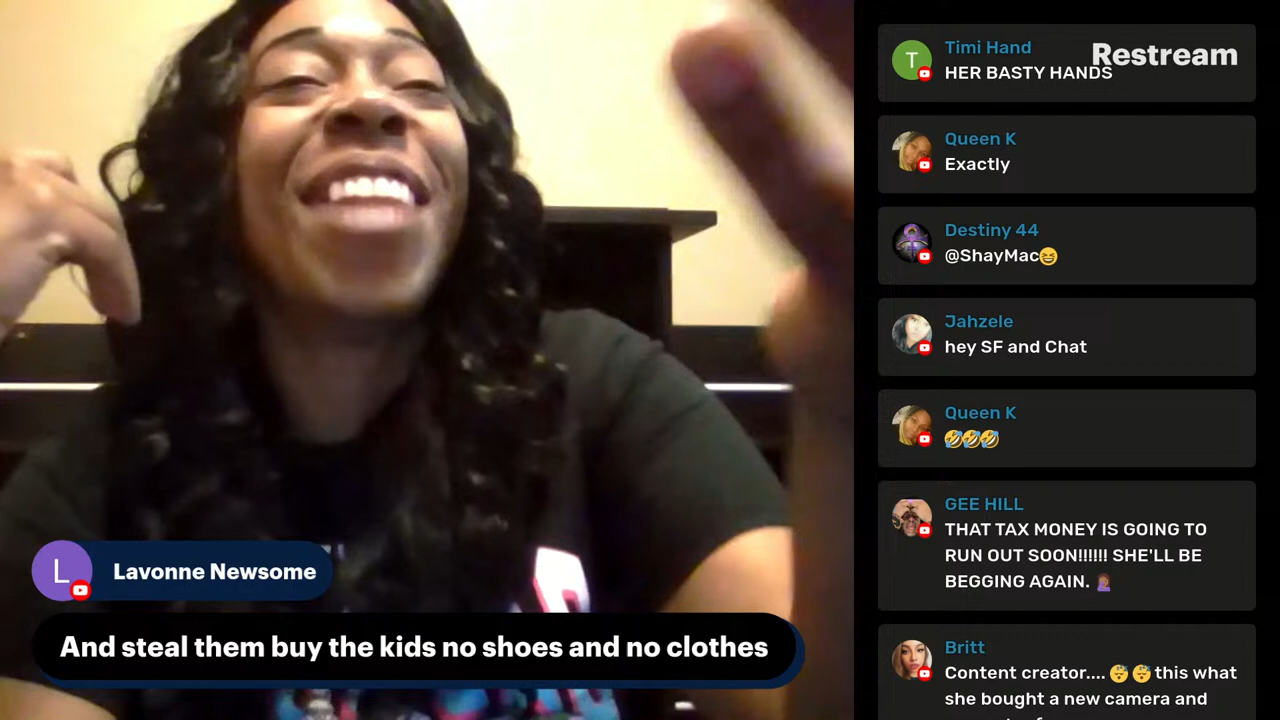 Restream
Timi Hand
HER BASTY HANDS
Queen K
Exactly
Destiny 44
@ShayMac😆
Jahzele
hey SF and Chat
Queen K
🤣🤣🤣
GEE HILL
THAT TAX MONEY IS GOING TO
RUN OUT SOON!!!!!! SHE'LL BE
BEGGING AGAIN. 🤦🏾‍♀️
Britt
Content creator.... 😴😴 this what
she bought a new camera and
T
L
Lavonne Newsome
And steal them buy the kids no shoes and no clothes